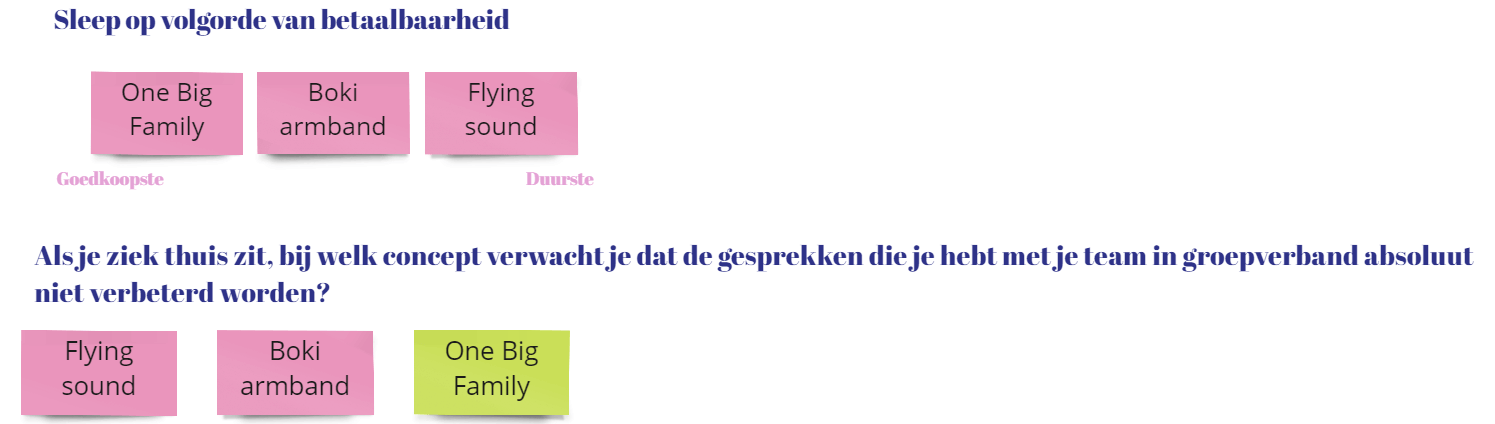 Sleep op volgorde van betaalbaarheid
One Big
Family
Boki
armband
Flying
sound
Goedkoopste
Duurste
Als je ziek thuis zit, bij welk concept verwacht je dat de gesprekken die je hebt met je team in groepverband absoluut
niet verbeterd worden?
Flying
sound
Boki
armband
One Big
Family